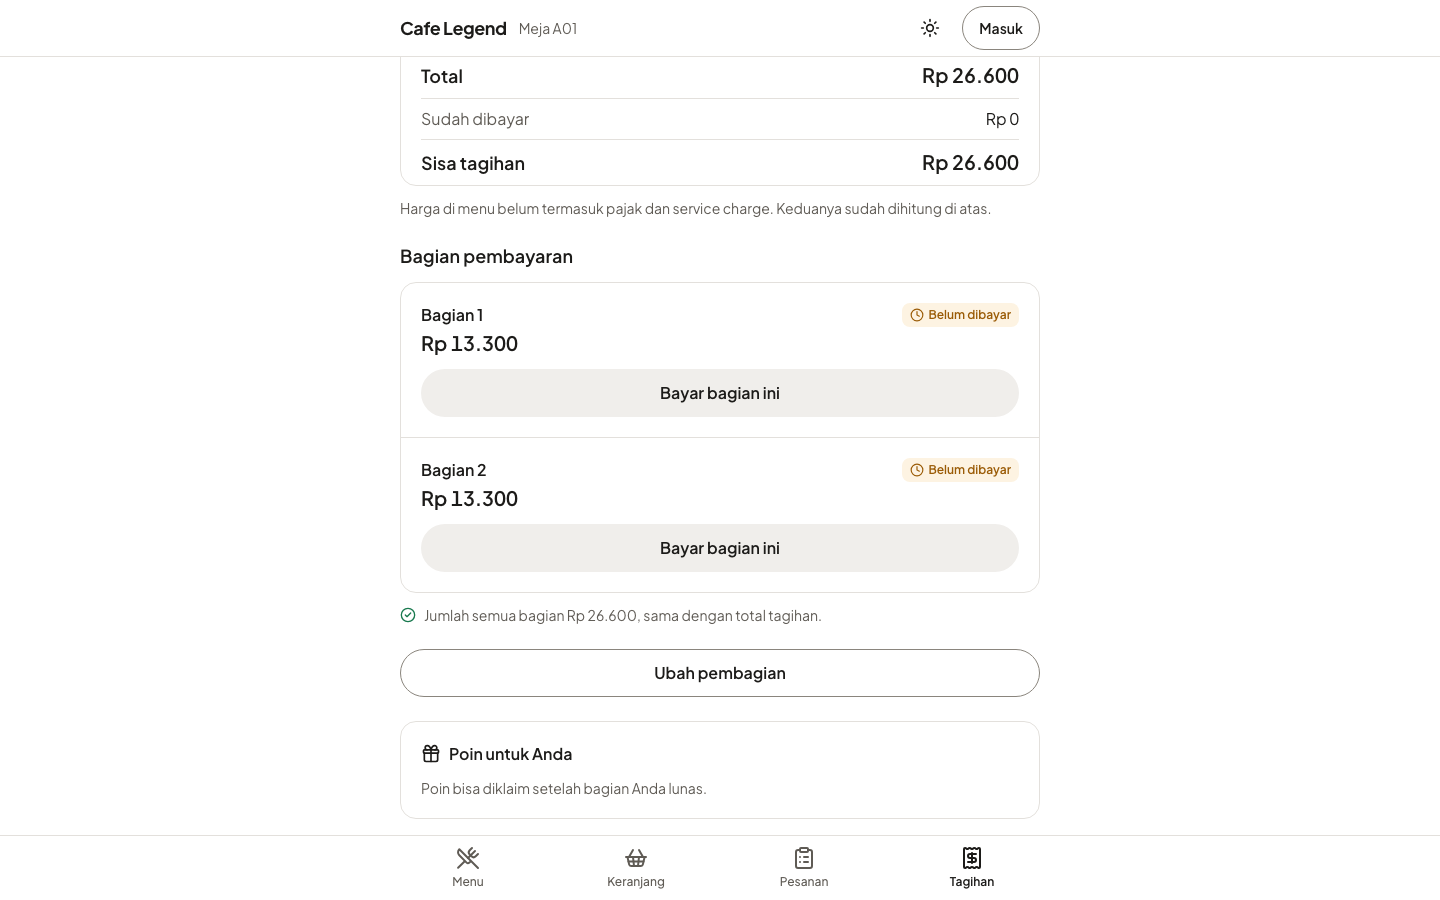 Cafe Legend Meja A01 Masuk
Total Rp 26.600
Sudah dibayar Rp 0
Sisa tagihan Rp 26.600
Harga di menu belum termasuk pajak dan service charge. Keduanya sudah dihitung di atas.
Bagian pembayaran
Bagian 1 Belum dibayar
Rp 13.300
Bayar bagian ini
Bagian 2 Belum dibayar
Rp 13.300
Bayar bagian ini
Jumlah semua bagian Rp 26.600, sama dengan total tagihan.
Ubah pembagian
Poin untuk Anda
Poin bisa diklaim setelah bagian Anda lunas.
Menu Keranjang Pesanan Tagihan